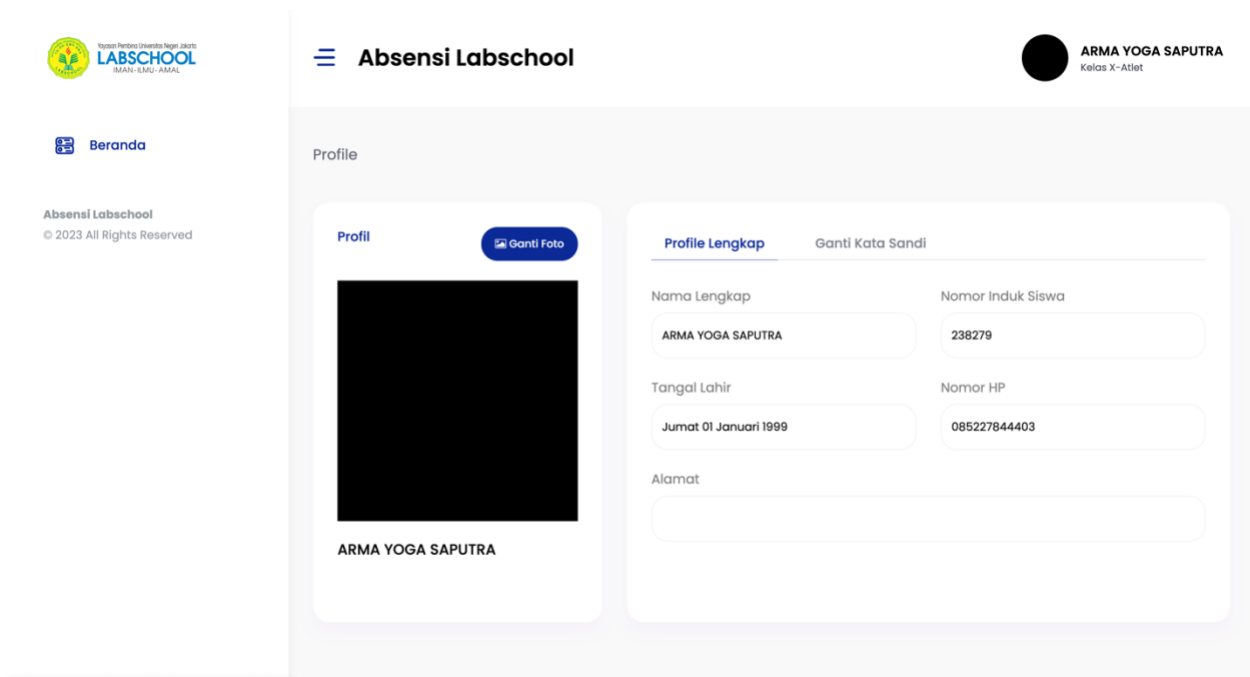 Yayasan Pembina Universitas Negeri Jakarta
LABSCHOOL
IMAN-ILMU-AMAL
Absensi Labschool
ARMA YOGA SAPUTRA
Kelas X-Atlet
Beranda
Absensi Labschool
© 2023 All Rights Reserved
Profile
Profil
Ganti Foto
ARMA YOGA SAPUTRA
Profile Lengkap
Ganti Kata Sandi
Nama Lengkap
Nomor Induk Siswa
ARMA YOGA SAPUTRA
238279
Tangal Lahir
Nomor HP
Jumat 01 Januari 1999
085227844403
Alamat